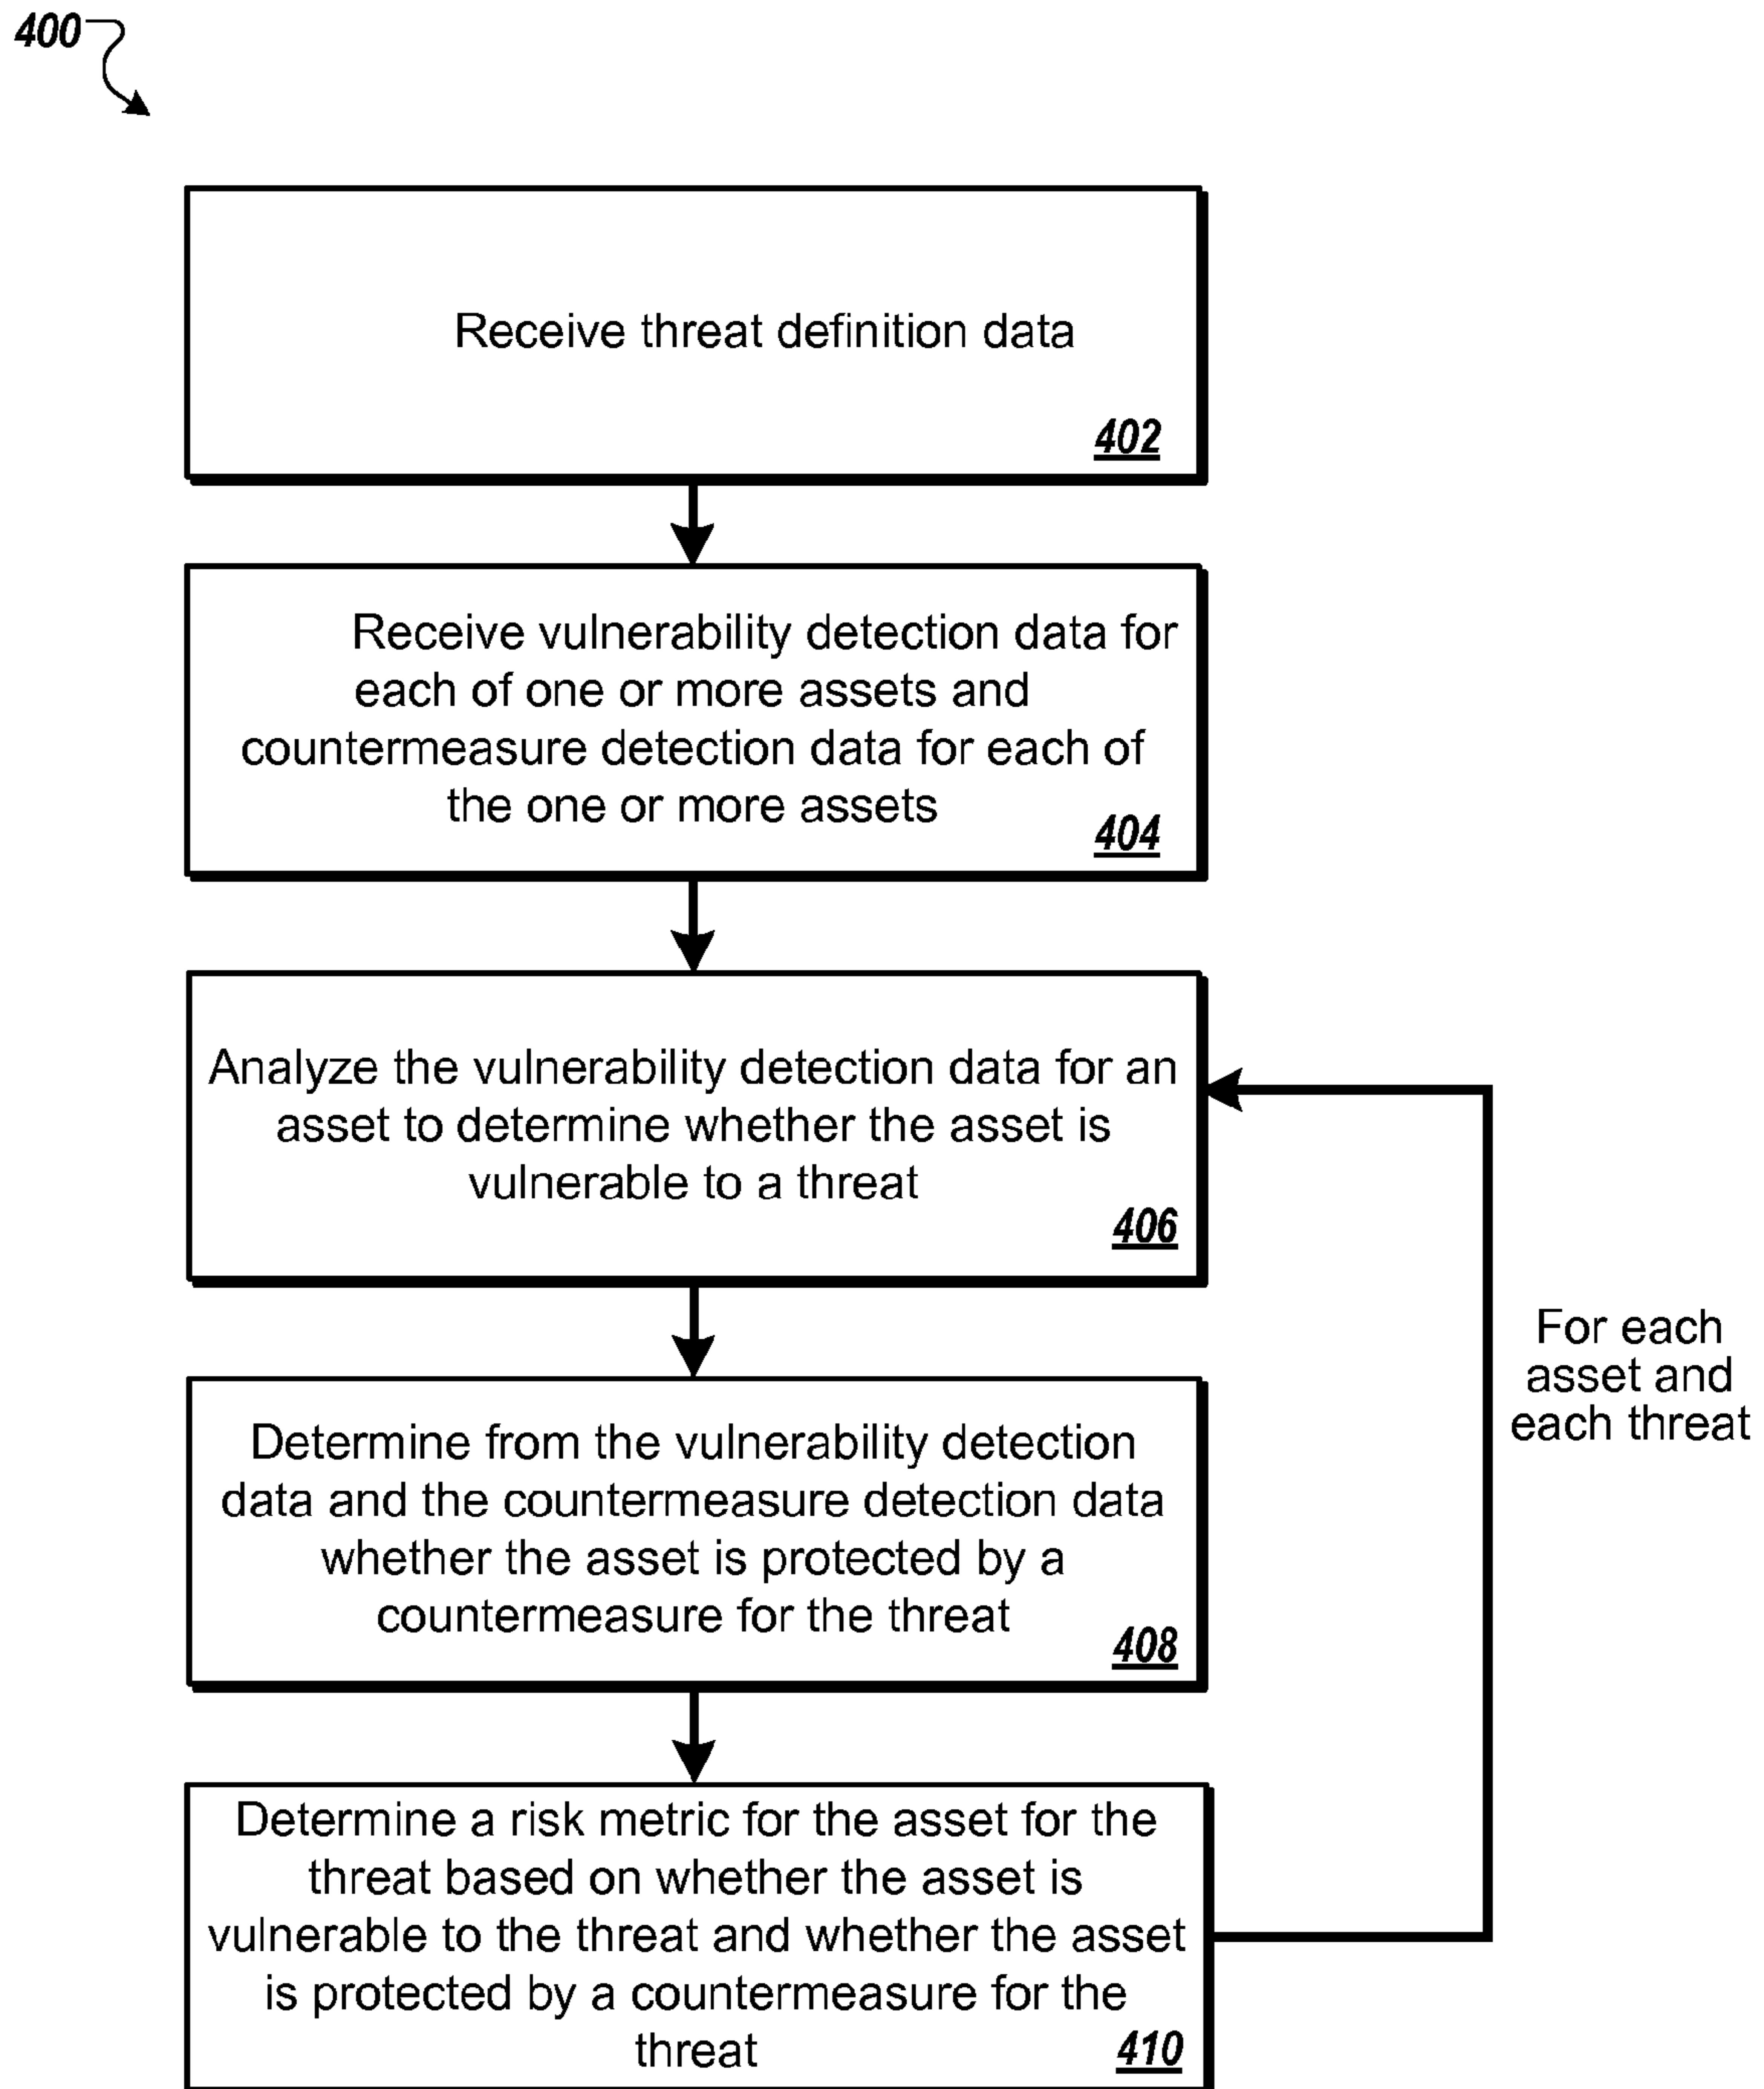 400
Receive threat definition data
402
Receive vulnerability detection data for
each of one or more assets and
countermeasure detection data for each of
the one or more assets
404
Analyze the vulnerability detection data for an
asset to determine whether the asset is
vulnerable to a threat
406
For each
asset and
each threat
Determine from the vulnerability detection
data and the countermeasure detection data
whether the asset is protected by a
countermeasure for the threat
408
Determine a risk metric for the asset for the
threat based on whether the asset is
vulnerable to the threat and whether the asset
is protected by a countermeasure for the
threat
410